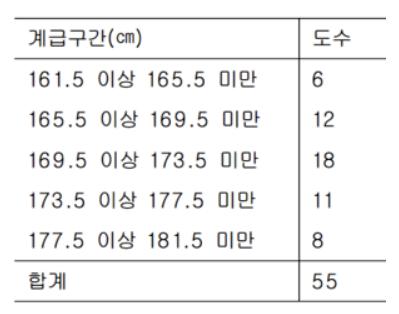 계급구간(㎝) 도수
161.5 이상 165.5 미만 6
165.5 이상 169.5 미만 12
169.5 이상 173.5 미만 18
173.5 이상 177.5 미만 11
177.5 이상 181.5 미만 8
합계 55